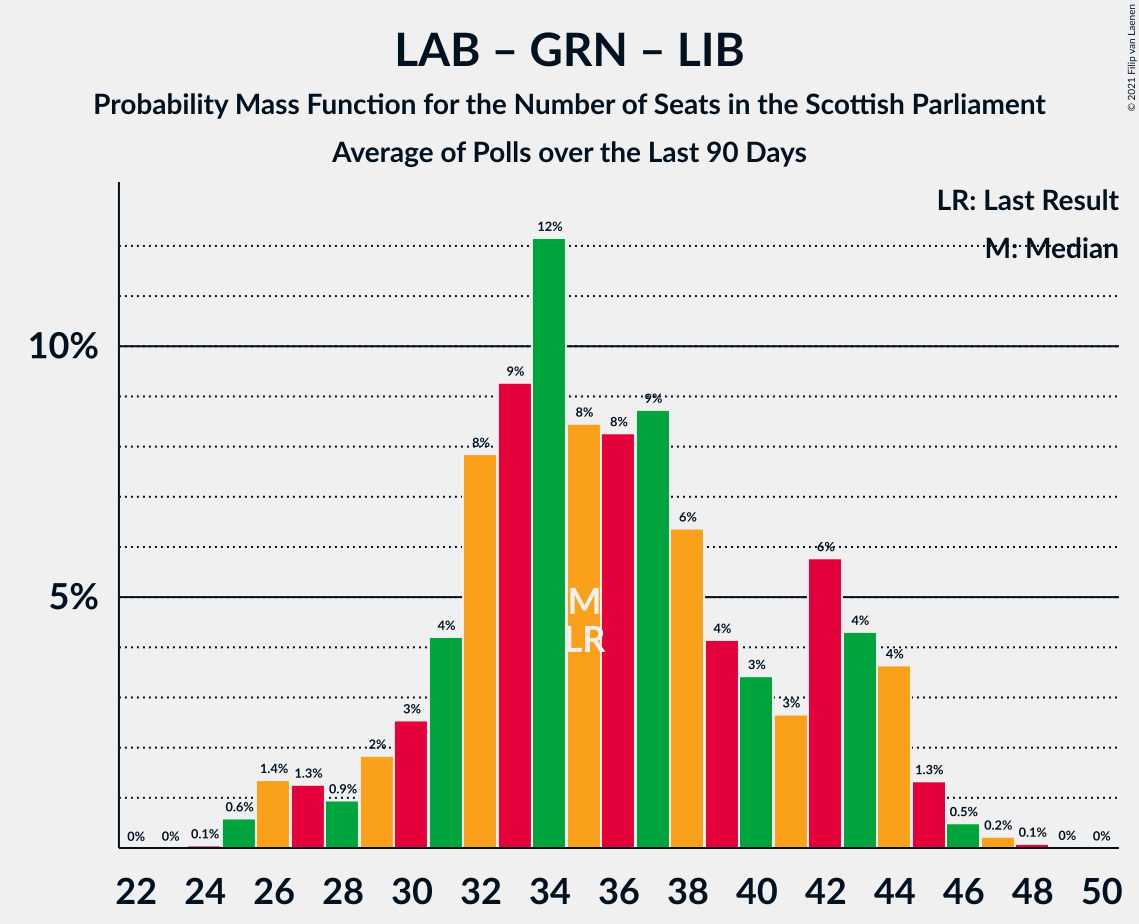 LAB – GRN – LIB
Probability Mass Function for the Number of Seats in the Scottish Parliament
Average of Polls over the Last 90 Days
© 2021 Filip van Laenen
LR: Last Result
M: Median
10%
5%
0% 0% 0.1% 0.6% 1.4% 1.3% 0.9% 2% 3% 4% 8% 9% 12% 8% 8% 9% 6% 4% 3% 3% 6% 4% 4% 1.3% 0.5% 0.2% 0.1% 0% 0%
M
LR
22 24 26 28 30 32 34 36 38 40 42 44 46 48 50